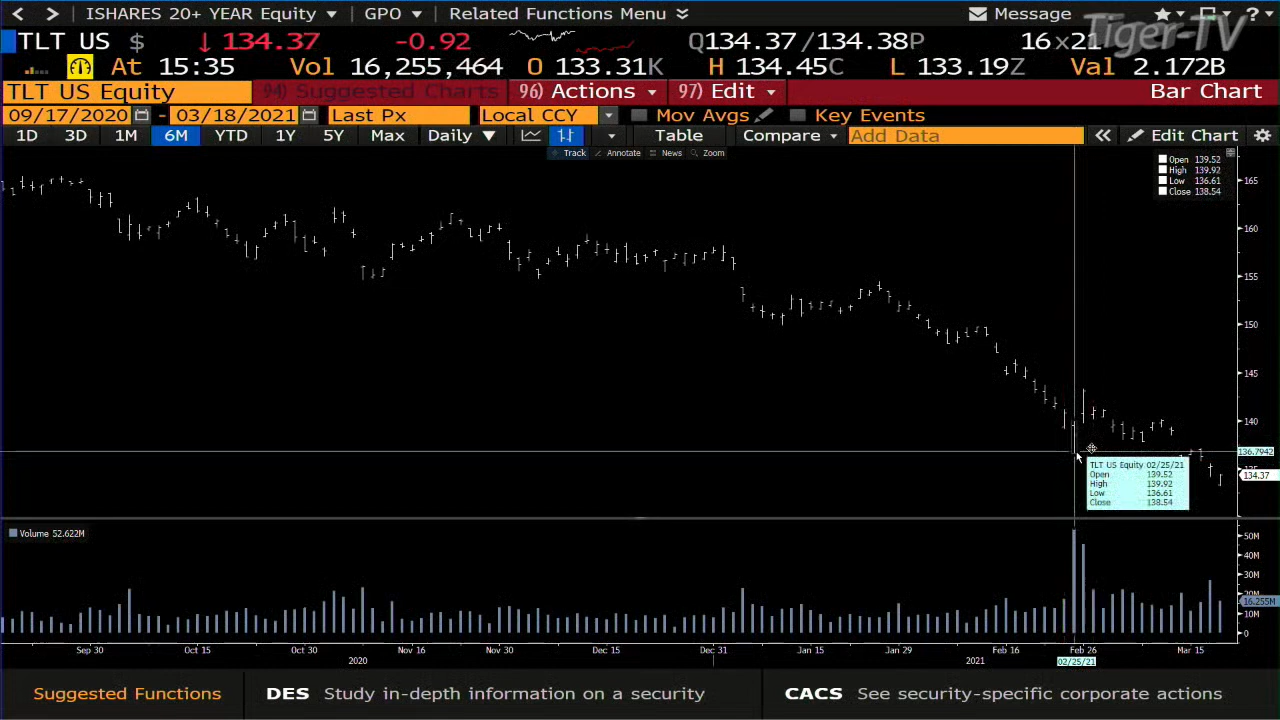 < > ISHARES 20+ YEAR Equity GPO Related Functions Menu Message ?
Tiger-TV
TLT US $ ↓ 134.37 -0.92 Q134.37/134.38P 16x21
At 15:35 Vol 16,255,464 O 133.31K H 134.45C L 133.19Z Val 2.172B
TLT US Equity 94) Suggested Charts 96) Actions 97) Edit Bar Chart
09/17/2020 - 03/18/2021 Last Px Local CCY Mov Avgs Key Events
1D 3D 1M 6M YTD 1Y 5Y Max Daily ▼ Table Compare Add Data « Edit Chart
Track Annotate News Zoom
Open 139.52
High 139.92
Low 136.61
Close 138.54
165
160
155
150
145
140
136.7942
135
134.37
TLT US Equity 02/25/21
Open 139.52
High 139.92
Low 136.61
Close 138.54
Volume 52.622M
50M
40M
30M
20M
16.255M
0
Sep 30 Oct 15 Oct 30 Nov 16 Nov 30 Dec 15 Dec 31 Jan 15 Jan 29 Feb 16 Feb 26 Mar 15
2020 2021 02/25/21
Suggested Functions DES Study in-depth information on a security CACS See security-specific corporate actions